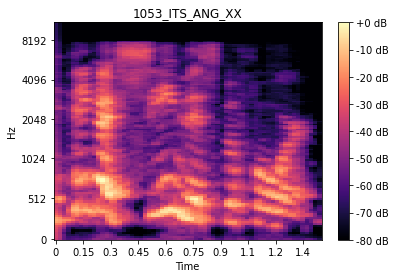 1053_ITS_ANG_XX
+0 dB
8192
-10 dB
4096
-20 dB
-30 dB
2048
Hz
-40 dB
1024
-50 dB
512
-60 dB
-70 dB
0
-80 dB
0 0.15 0.3 0.45 0.6 0.75 0.9 1.1 1.2 1.4
Time